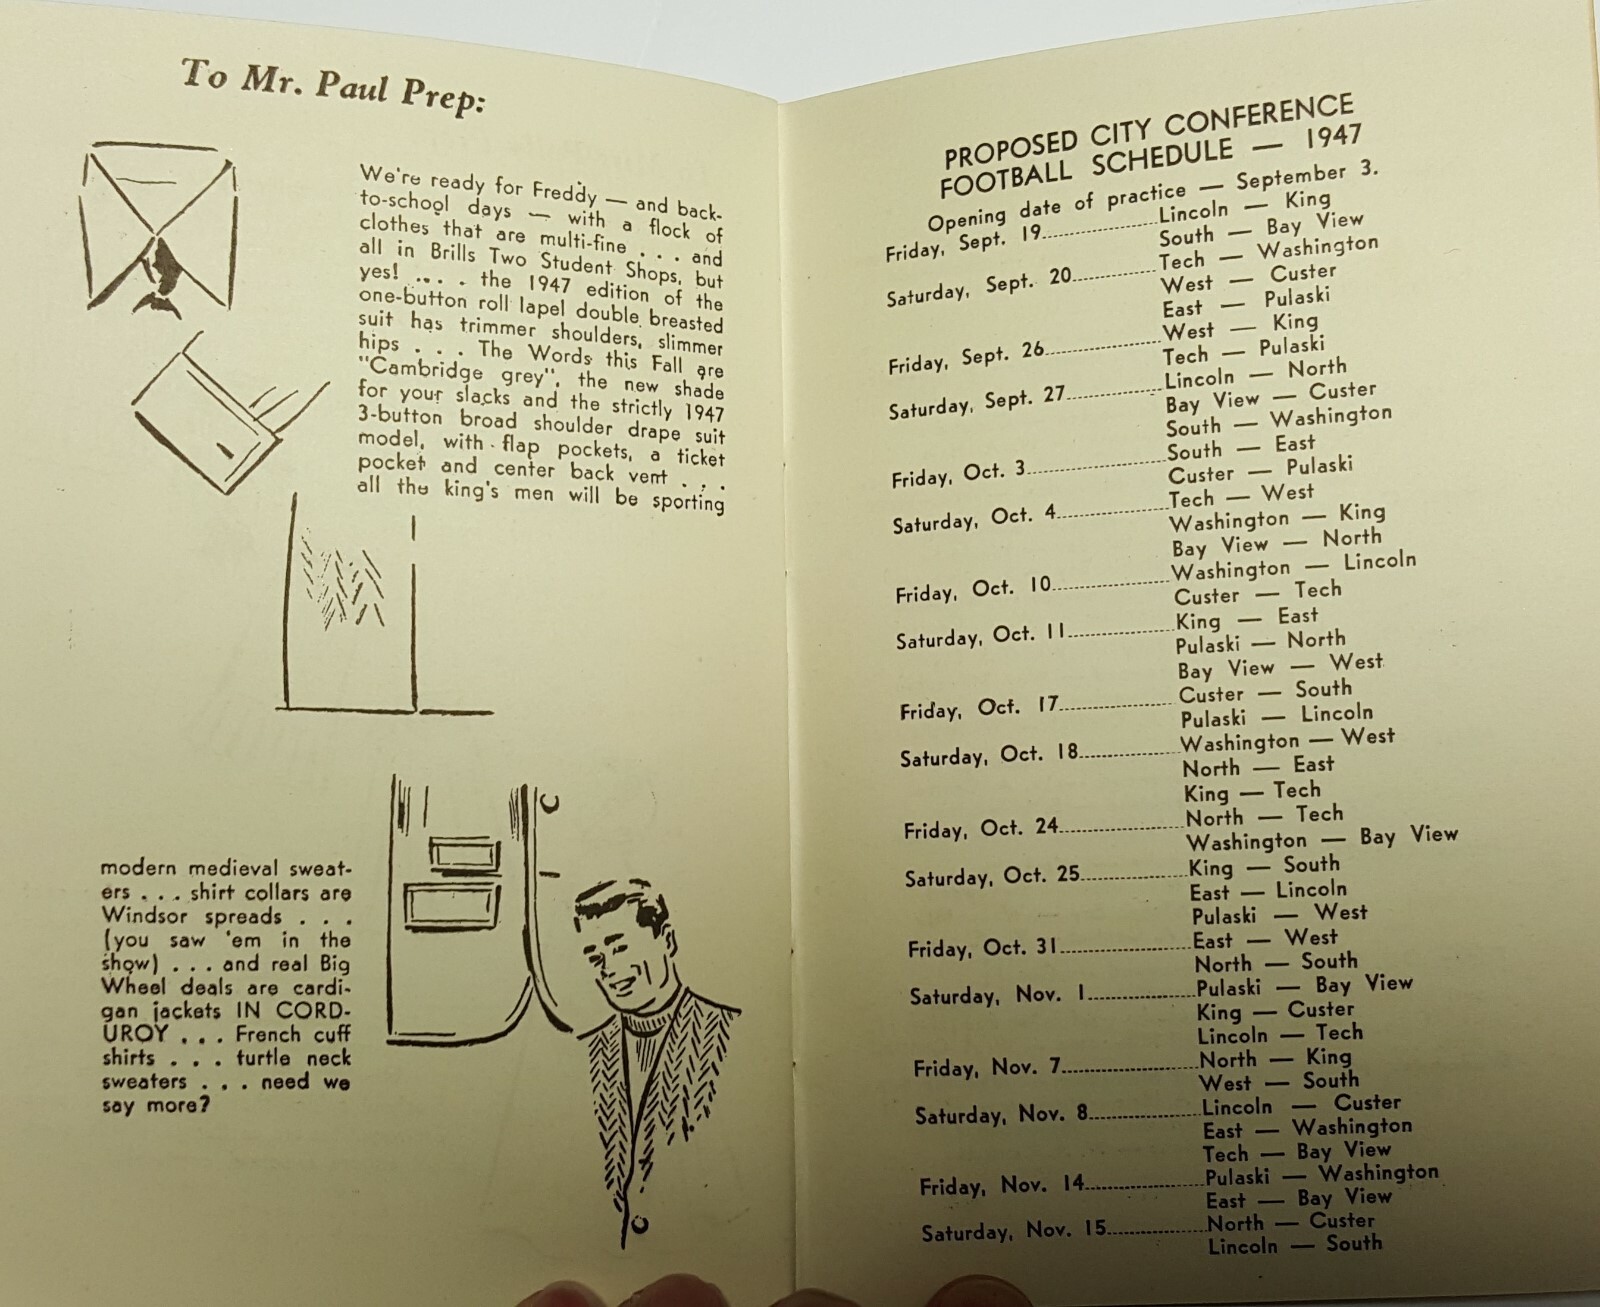 To Mr. Paul Prep:
We're ready for Freddy — and back-
to-school days — with a flock of
clothes that are multi-fine . . . and
all in Brills Two Student Shops, but
yes! .... . the 1947 edition of the
one-button roll lapel double breasted
suit has trimmer shoulders, slimmer
hips . . . The Words this Fall are
"Cambridge grey", the new shade
for your slacks and the strictly 1947
3-button broad shoulder drape suit
model, with flap pockets, a ticket
pocket and center back vent . . .
all the king's men will be sporting
modern medieval sweat-
ers . . . shirt collars are
Windsor spreads . . .
(you saw 'em in the
show) . . . and real Big
Wheel deals are cardi-
gan jackets IN CORD-
UROY . . . French cuff
shirts . . . turtle neck
sweaters . . . need we
say more?
PROPOSED CITY CONFERENCE
FOOTBALL SCHEDULE — 1947
Opening date of practice — September 3.
Friday, Sept. 19....................Lincoln — King
South — Bay View
Saturday, Sept. 20....................Tech — Washington
West — Custer
East — Pulaski
Friday, Sept. 26....................West — King
Tech — Pulaski
Saturday, Sept. 27....................Lincoln — North
Bay View — Custer
South — Washington
Friday, Oct. 3....................South — East
Custer — Pulaski
Saturday, Oct. 4....................Tech — West
Washington — King
Bay View — North
Friday, Oct. 10....................Washington — Lincoln
Custer — Tech
Saturday, Oct. 11....................King — East
Pulaski — North
Bay View — West
Friday, Oct. 17....................Custer — South
Pulaski — Lincoln
Saturday, Oct. 18....................Washington — West
North — East
King — Tech
Friday, Oct. 24....................North — Tech
Washington — Bay View
Saturday, Oct. 25....................King — South
East — Lincoln
Pulaski — West
Friday, Oct. 31....................East — West
North — South
Saturday, Nov. 1....................Pulaski — Bay View
King — Custer
Lincoln — Tech
Friday, Nov. 7....................North — King
West — South
Saturday, Nov. 8....................Lincoln — Custer
East — Washington
Tech — Bay View
Friday, Nov. 14....................Pulaski — Washington
East — Bay View
Saturday, Nov. 15....................North — Custer
Lincoln — South